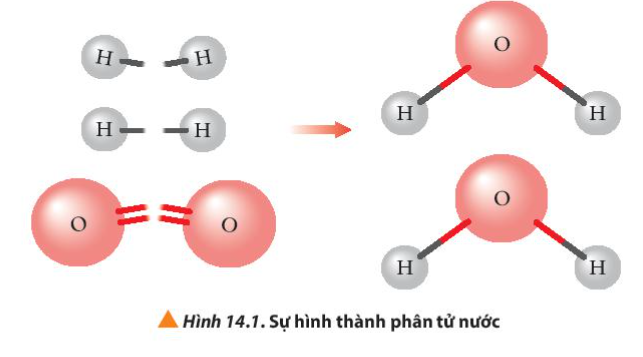 H H
O
H H
H H
O O
O
H H
Hình 14.1. Sự hình thành phân tử nước